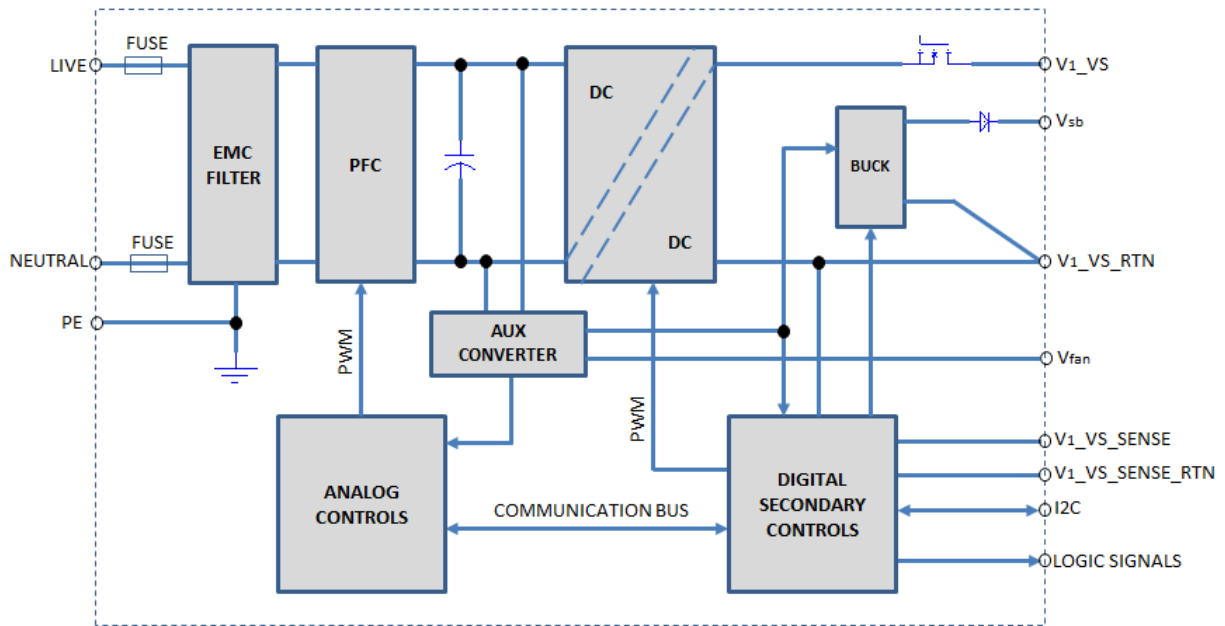 FUSE
LIVE
EMC
FILTER
PFC
DC
DC
V1_VS
Vsb
BUCK
FUSE
NEUTRAL
V1_VS_RTN
PE
AUX
CONVERTER
Vfan
PWM
PWM
ANALOG
CONTROLS
COMMUNICATION BUS
DIGITAL
SECONDARY
CONTROLS
V1_VS_SENSE
V1_VS_SENSE_RTN
I2C
LOGIC SIGNALS